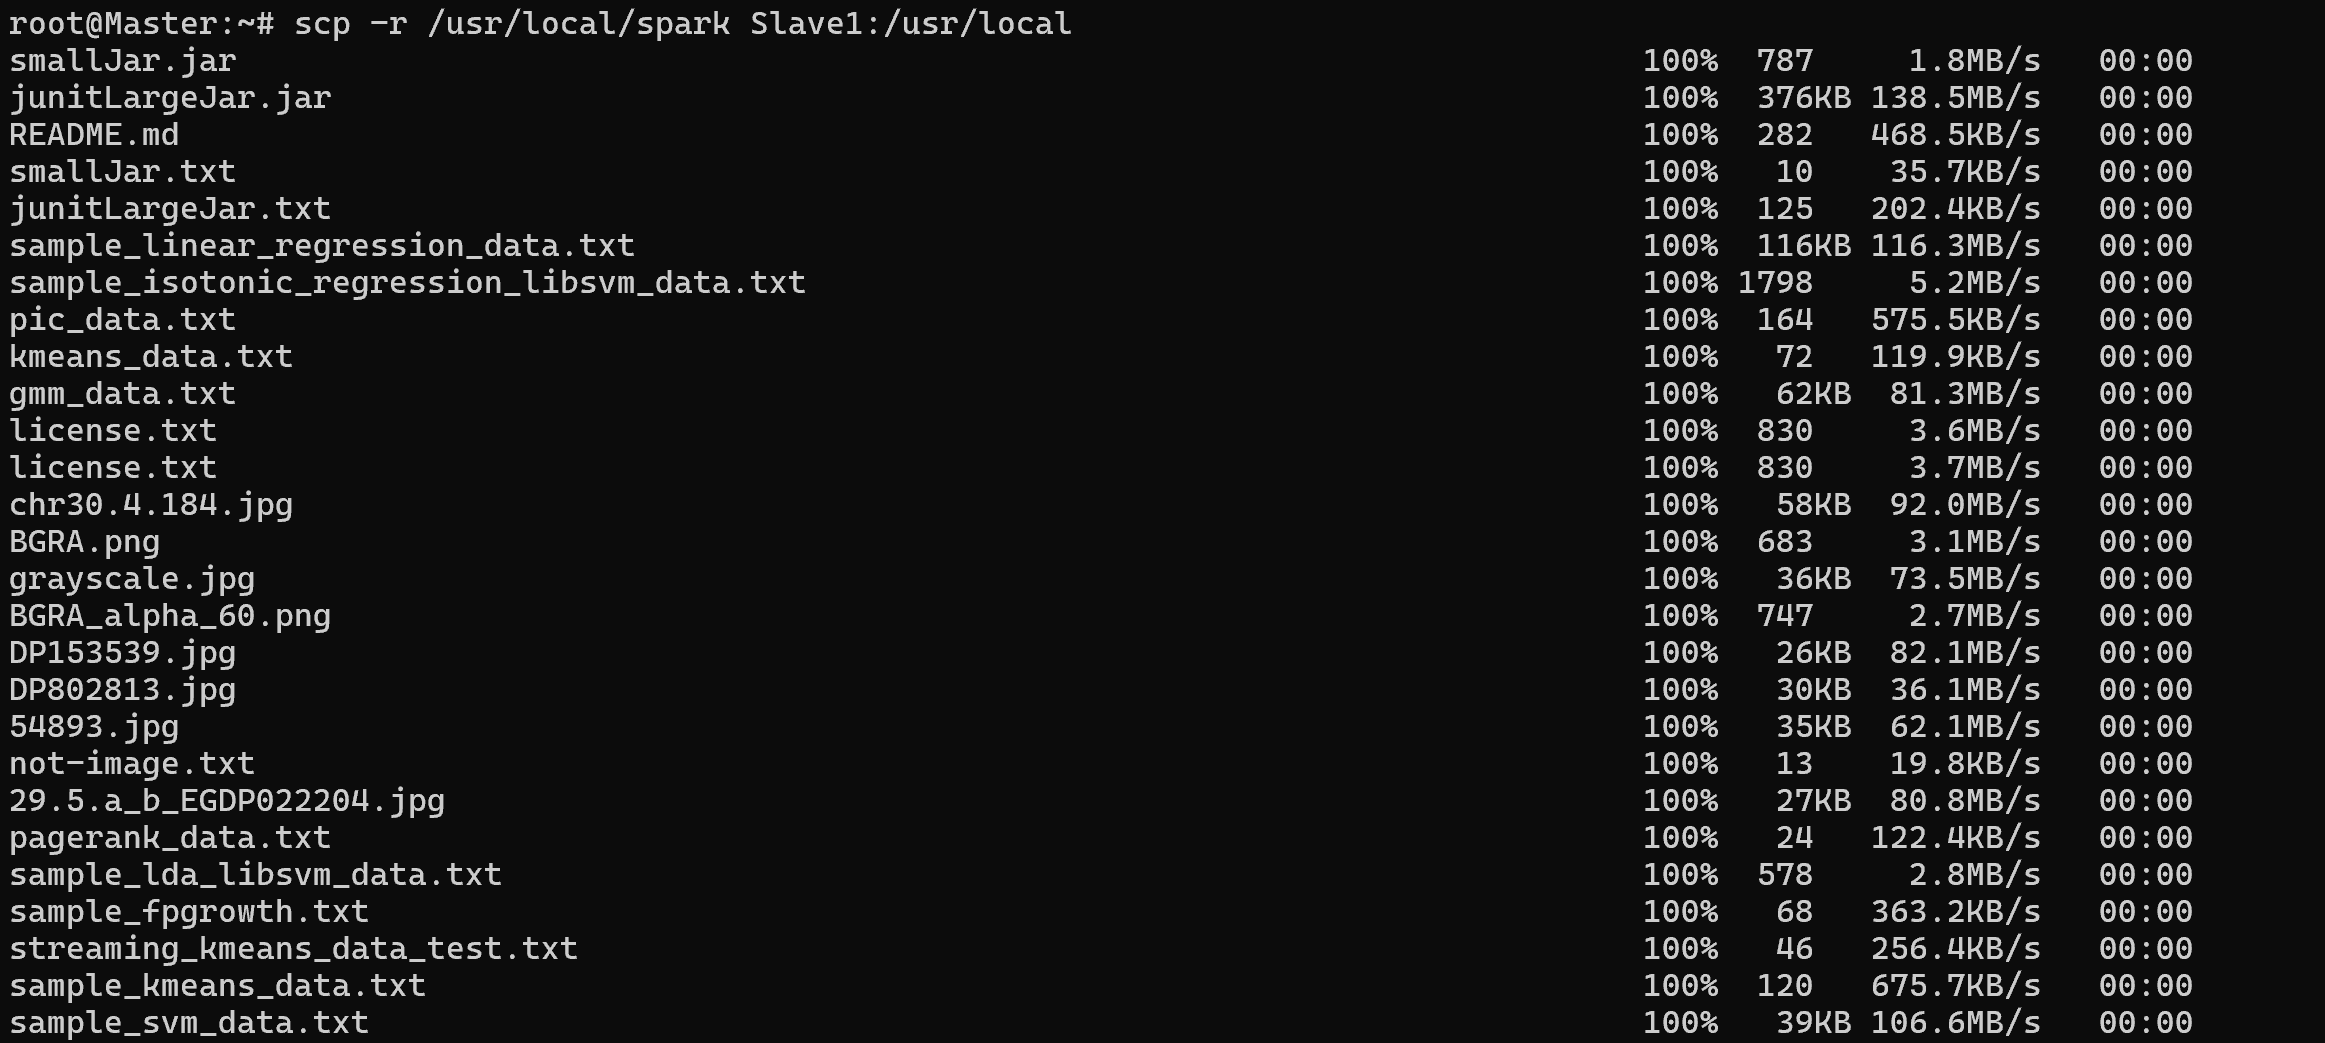 root@Master:~# scp -r /usr/local/spark Slave1:/usr/local
smallJar.jar 100% 787 1.8MB/s 00:00
junitLargeJar.jar 100% 376KB 138.5MB/s 00:00
README.md 100% 282 468.5KB/s 00:00
smallJar.txt 100% 10 35.7KB/s 00:00
junitLargeJar.txt 100% 125 202.4KB/s 00:00
sample_linear_regression_data.txt 100% 116KB 116.3MB/s 00:00
sample_isotonic_regression_libsvm_data.txt 100% 1798 5.2MB/s 00:00
pic_data.txt 100% 164 575.5KB/s 00:00
kmeans_data.txt 100% 72 119.9KB/s 00:00
gmm_data.txt 100% 62KB 81.3MB/s 00:00
license.txt 100% 830 3.6MB/s 00:00
license.txt 100% 830 3.7MB/s 00:00
chr30.4.184.jpg 100% 58KB 92.0MB/s 00:00
BGRA.png 100% 683 3.1MB/s 00:00
grayscale.jpg 100% 36KB 73.5MB/s 00:00
BGRA_alpha_60.png 100% 747 2.7MB/s 00:00
DP153539.jpg 100% 26KB 82.1MB/s 00:00
DP802813.jpg 100% 30KB 36.1MB/s 00:00
54893.jpg 100% 35KB 62.1MB/s 00:00
not-image.txt 100% 13 19.8KB/s 00:00
29.5.a_b_EGDP022204.jpg 100% 27KB 80.8MB/s 00:00
pagerank_data.txt 100% 24 122.4KB/s 00:00
sample_lda_libsvm_data.txt 100% 578 2.8MB/s 00:00
sample_fpgrowth.txt 100% 68 363.2KB/s 00:00
streaming_kmeans_data_test.txt 100% 46 256.4KB/s 00:00
sample_kmeans_data.txt 100% 120 675.7KB/s 00:00
sample_svm_data.txt 100% 39KB 106.6MB/s 00:00